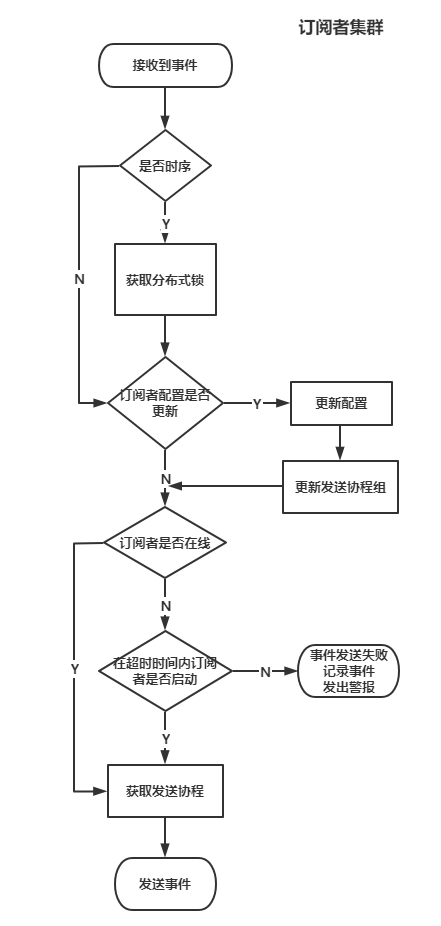 订阅者集群
接收到事件
是否时序
Y
N
获取分布式锁
订阅者配置是否
更新
Y
更新配置
N
更新发送协程组
订阅者是否在线
N
Y
在超时时间内订阅
者是否启动
N
事件发送失败
记录事件
发出警报
Y
获取发送协程
发送事件